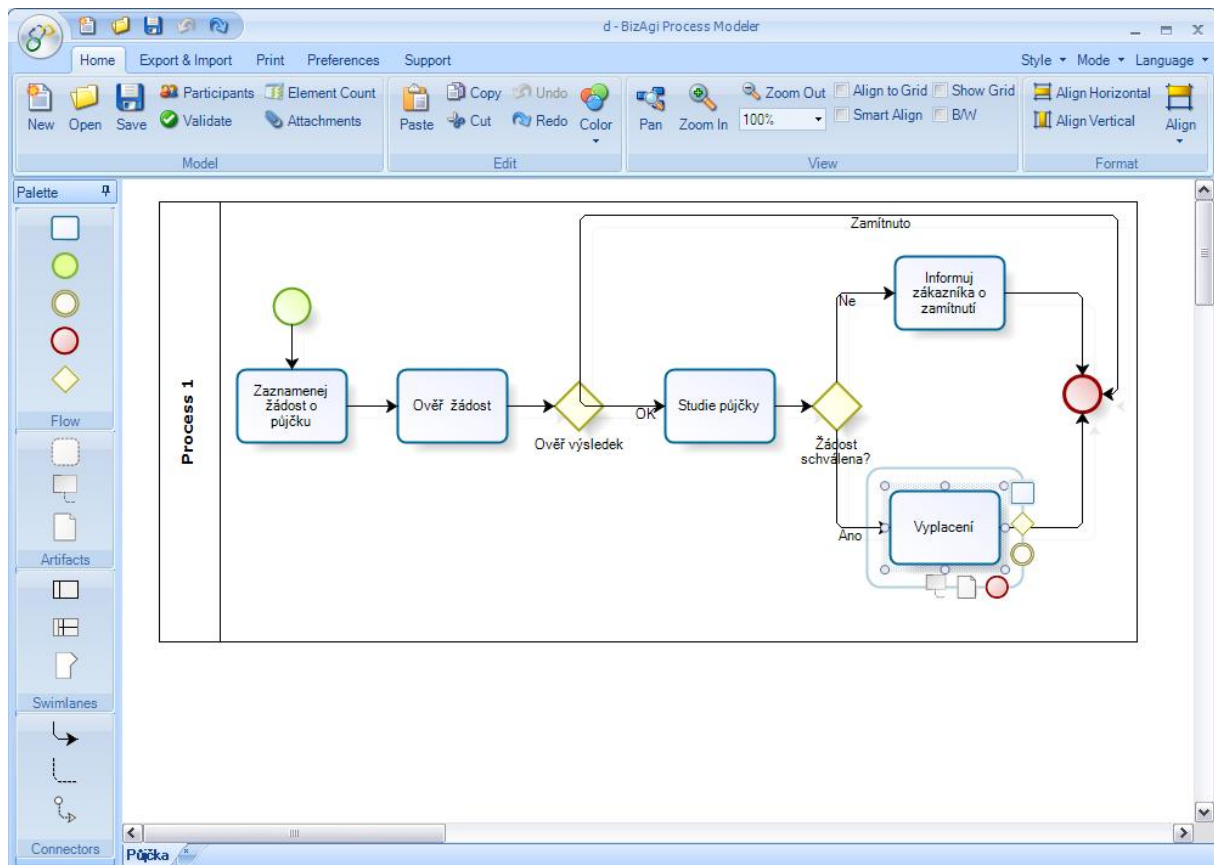 d - BizAgi Process Modeler
Home Export & Import Print Preferences Support Style Mode Language
New Open Save Participants Element Count
Validate Attachments
Model
Paste Copy Undo Color
Cut Redo
Edit
Pan Zoom In Zoom Out Align to Grid Show Grid
100% Smart Align B/W
View
Align Horizontal
Align Vertical Align
Format
Palette
Flow
Artifacts
Swimlanes
Connectors
Process 1
Zaznamenej
žádost o
půjčku
Ověř žádost
Ověř výsledek
OK
Zamítnuto
Studie půjčky
Žádost
schválena?
Ne
Informuj
zákazníka o
zamítnutí
Ano
Vyplacení
Půjčka